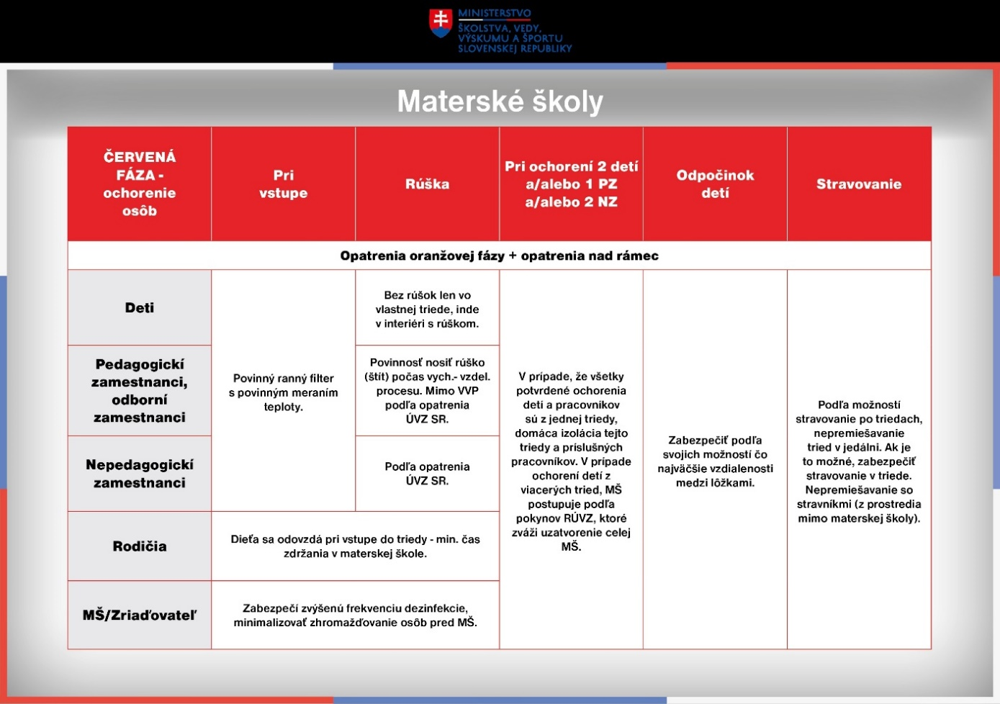 MINISTERSTVO
ŠKOLSTVA, VEDY,
VÝSKUMU A ŠPORTU
SLOVENSKEJ REPUBLIKY
Materské školy
ČERVENÁ
FÁZA -
ochorenie
osôb
Pri
vstupe
Rúška
Pri ochorení 2 detí
a/alebo 1 PZ
a/alebo 2 NZ
Odpočinok
detí
Stravovanie
Opatrenia oranžovej fázy + opatrenia nad rámec
Deti
Povinný ranný filter
s povinným meraním
teploty.
Bez rúšok len vo
vlastnej triede, inde
v interiéri s rúškom.
V prípade, že všetky
potvrdené ochorenia
detí a pracovníkov
sú z jednej triedy,
domáca izolácia tejto
triedy a príslušných
pracovníkov. V prípade
ochorení detí z
viacerých tried, MŠ
postupuje podľa
pokynov RÚVZ, ktoré
zváži uzatvorenie celej
MŠ.
Zabezpečiť podľa
svojich možností čo
najväčšie vzdialenosti
medzi lôžkami.
Podľa možností
stravovanie po triedach,
nepremiešavanie
tried v jedálni. Ak je
to možné, zabezpečiť
stravovanie v triede.
Nepremiešavanie so
stravníkmi (z prostredia
mimo materskej školy).
Pedagogickí
zamestnanci,
odborní
zamestnanci
Povinnosť nosiť rúško
(štít) počas vých.- vzdel.
procesu. Mimo VVP
podľa opatrenia
ÚVZ SR.
Nepedagogickí
zamestnanci
Podľa opatrenia
ÚVZ SR.
Rodičia
Dieťa sa odovzdá pri vstupe do triedy - min. čas
zdržania v materskej škole.
MŠ/Zriaďovateľ
Zabezpečí zvýšenú frekvenciu dezinfekcie,
minimalizovať zhromažďovanie osôb pred MŠ.